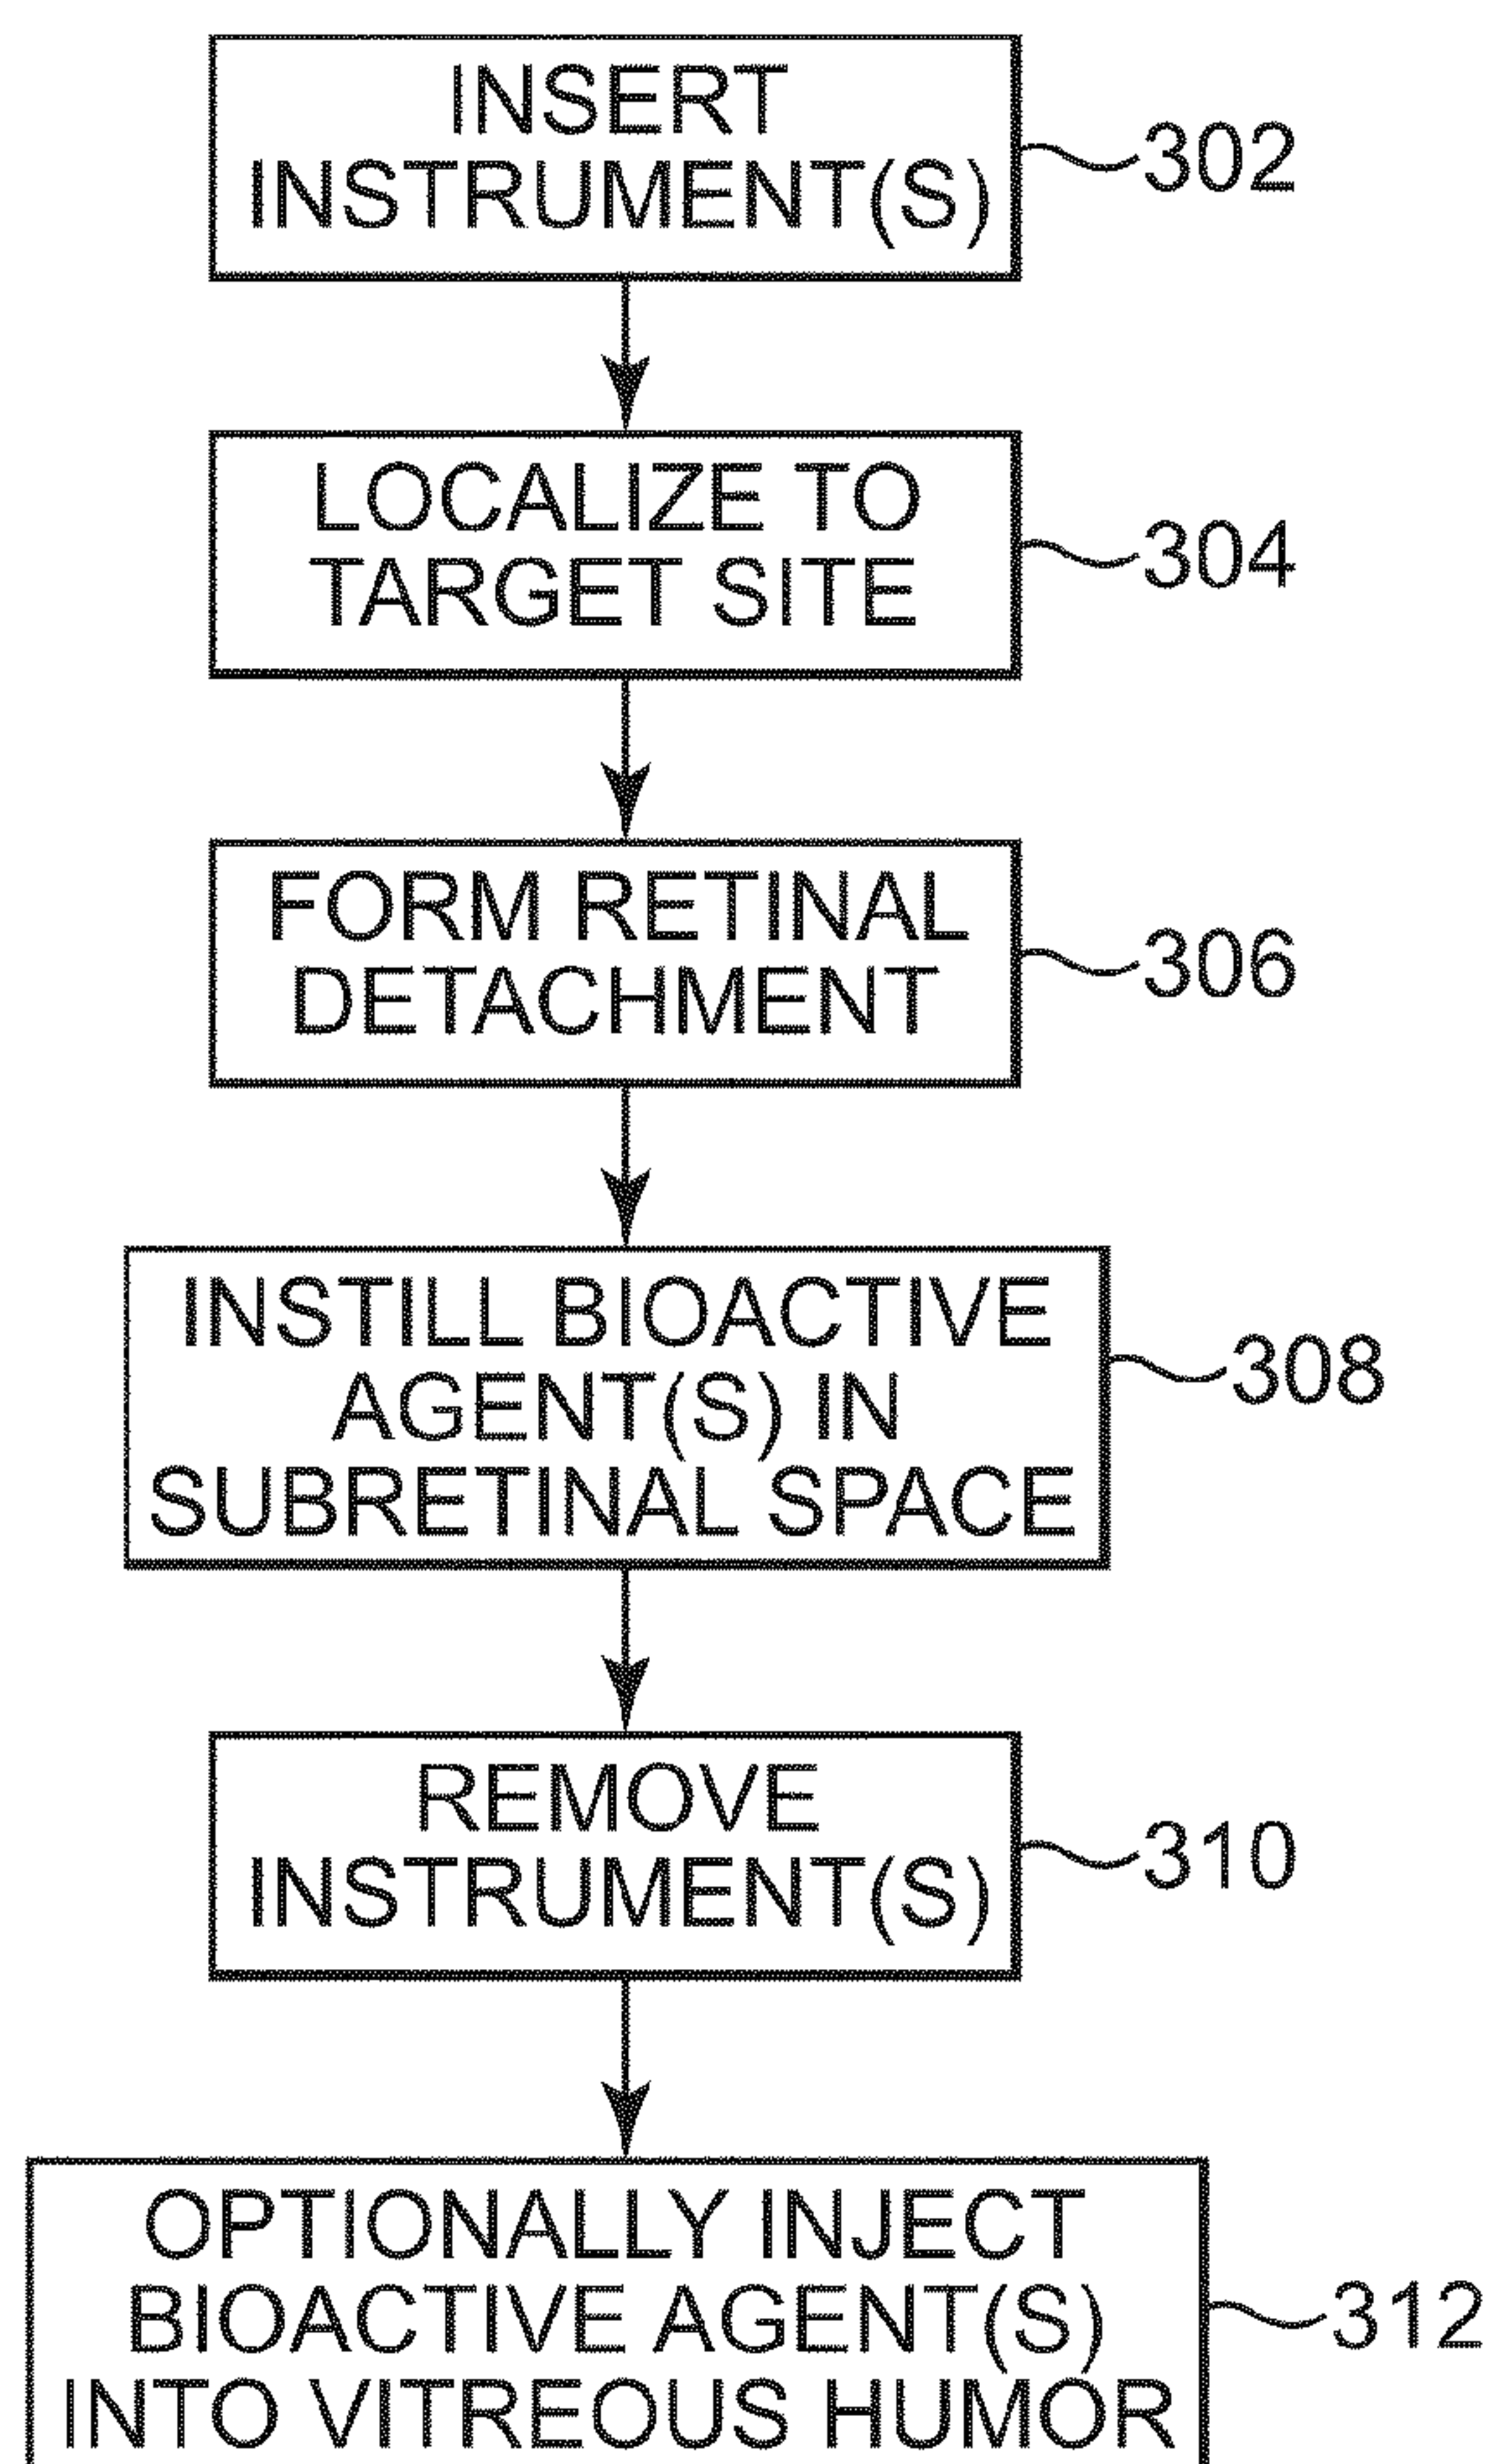 INSERT
INSTRUMENT(S)
302
LOCALIZE TO
TARGET SITE
304
FORM RETINAL
DETACHMENT
306
INSTILL BIOACTIVE
AGENT(S) IN
SUBRETINAL SPACE
308
REMOVE
INSTRUMENT(S)
310
OPTIONALLY INJECT
BIOACTIVE AGENT(S)
INTO VITREOUS HUMOR
312